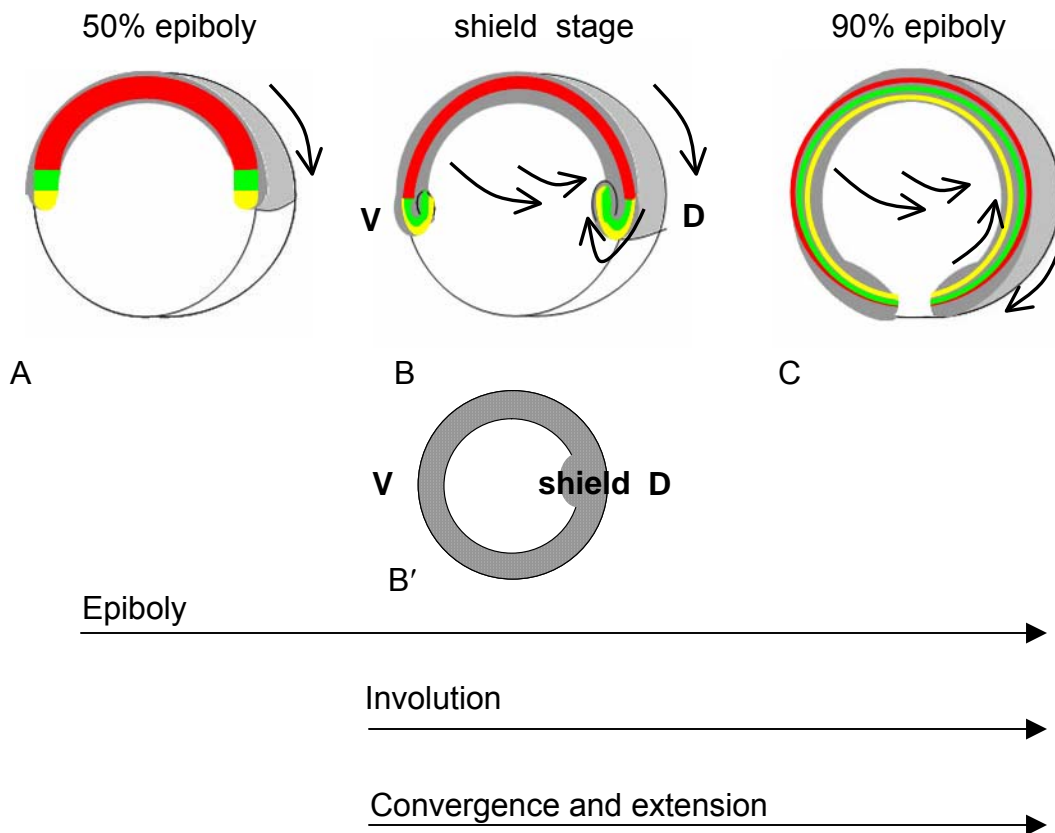 50% epiboly
shield stage
90% epiboly
V
D
A
B
C
V
shield D
B′
Epiboly
Involution
Convergence and extension